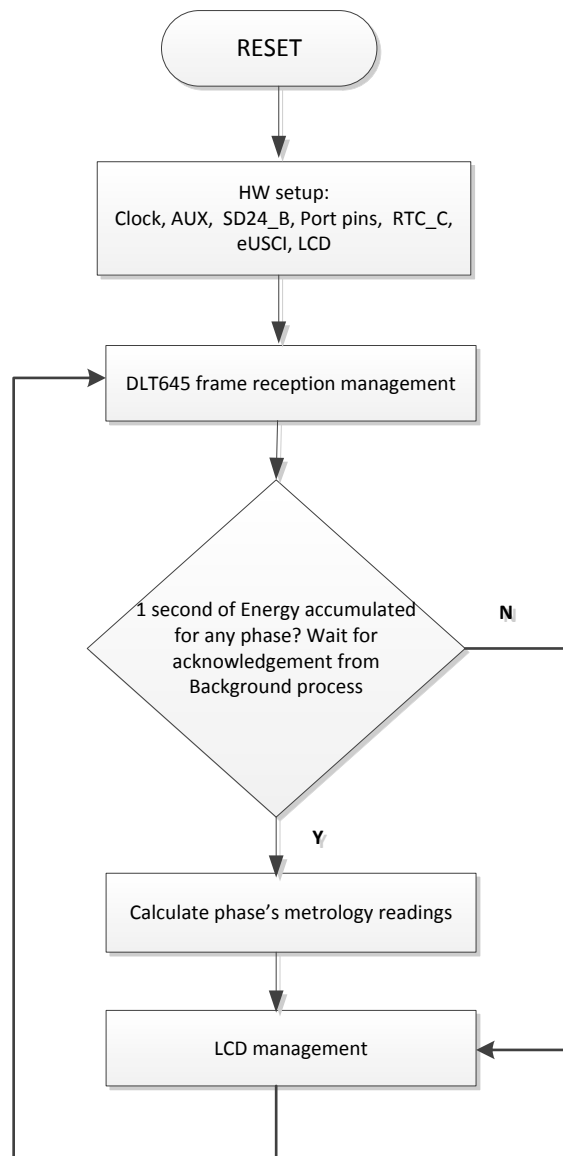 RESET
HW setup:
Clock, AUX, SD24_B, Port pins, RTC_C,
eUSCI, LCD
DLT645 frame reception management
1 second of Energy accumulated
for any phase? Wait for
acknowledgement from
Background process
N
Y
Calculate phase’s metrology readings
LCD management